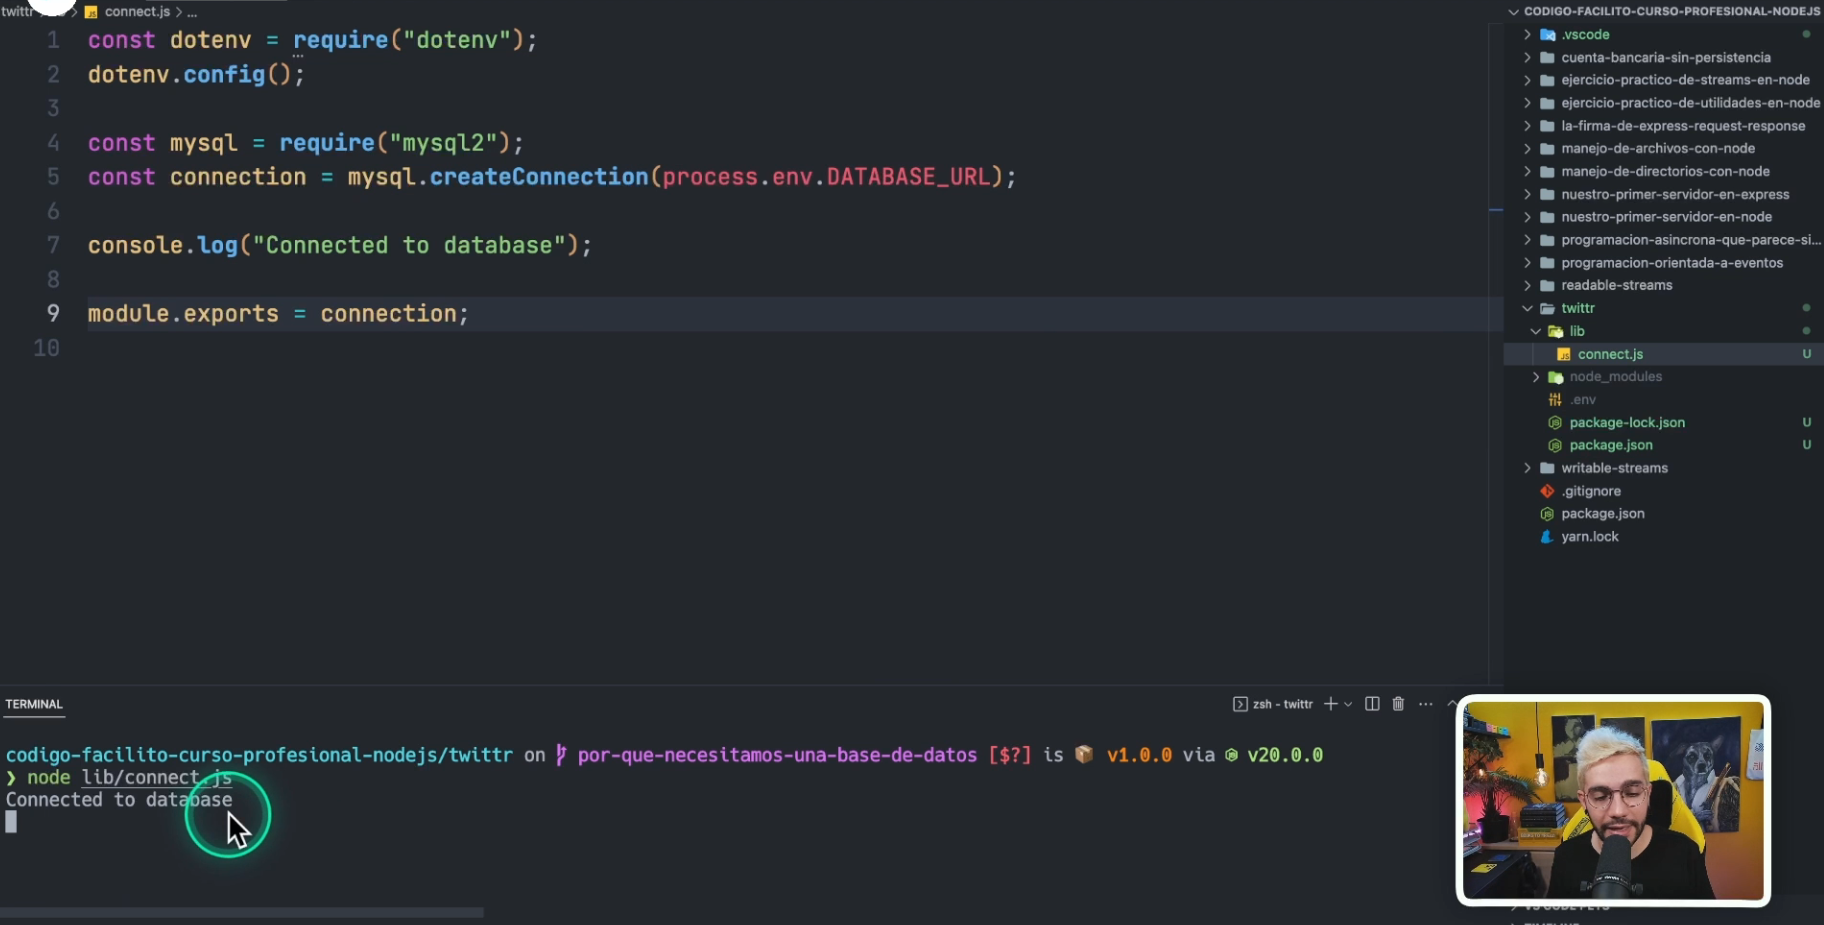 twittr > > JS connect.js > ...
1 const dotenv = require("dotenv");
2 dotenv.config();
3
4 const mysql = require("mysql2");
5 const connection = mysql.createConnection(process.env.DATABASE_URL);
6
7 console.log("Connected to database");
8
9 module.exports = connection;
10
CODIGO-FACILITO-CURSO-PROFESIONAL-NODEJS
.vscode
cuenta-bancaria-sin-persistencia
ejercicio-practico-de-streams-en-node
ejercicio-practico-de-utilidades-en-node
la-firma-de-express-request-response
manejo-de-archivos-con-node
manejo-de-directorios-con-node
nuestro-primer-servidor-en-express
nuestro-primer-servidor-en-node
programacion-asincrona-que-parece-si...
programacion-orientada-a-eventos
readable-streams
twittr
lib
JS connect.js U
node_modules
.env
package-lock.json U
package.json U
writable-streams
.gitignore
package.json
yarn.lock
TERMINAL
zsh - twittr
codigo-facilito-curso-profesional-nodejs/twittr on por-que-necesitamos-una-base-de-datos [$?] is 📦 v1.0.0 via v20.0.0
❯ node lib/connect.js
Connected to database